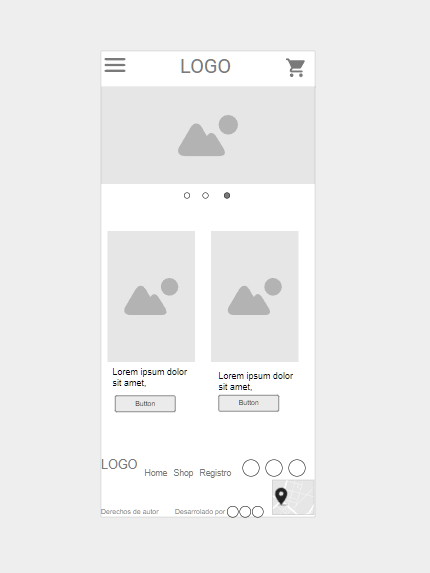 LOGO
Lorem ipsum dolor
sit amet,
Button
Lorem ipsum dolor
sit amet,
Button
LOGO
Home Shop Registro
Derechos de autor Desarrolado por